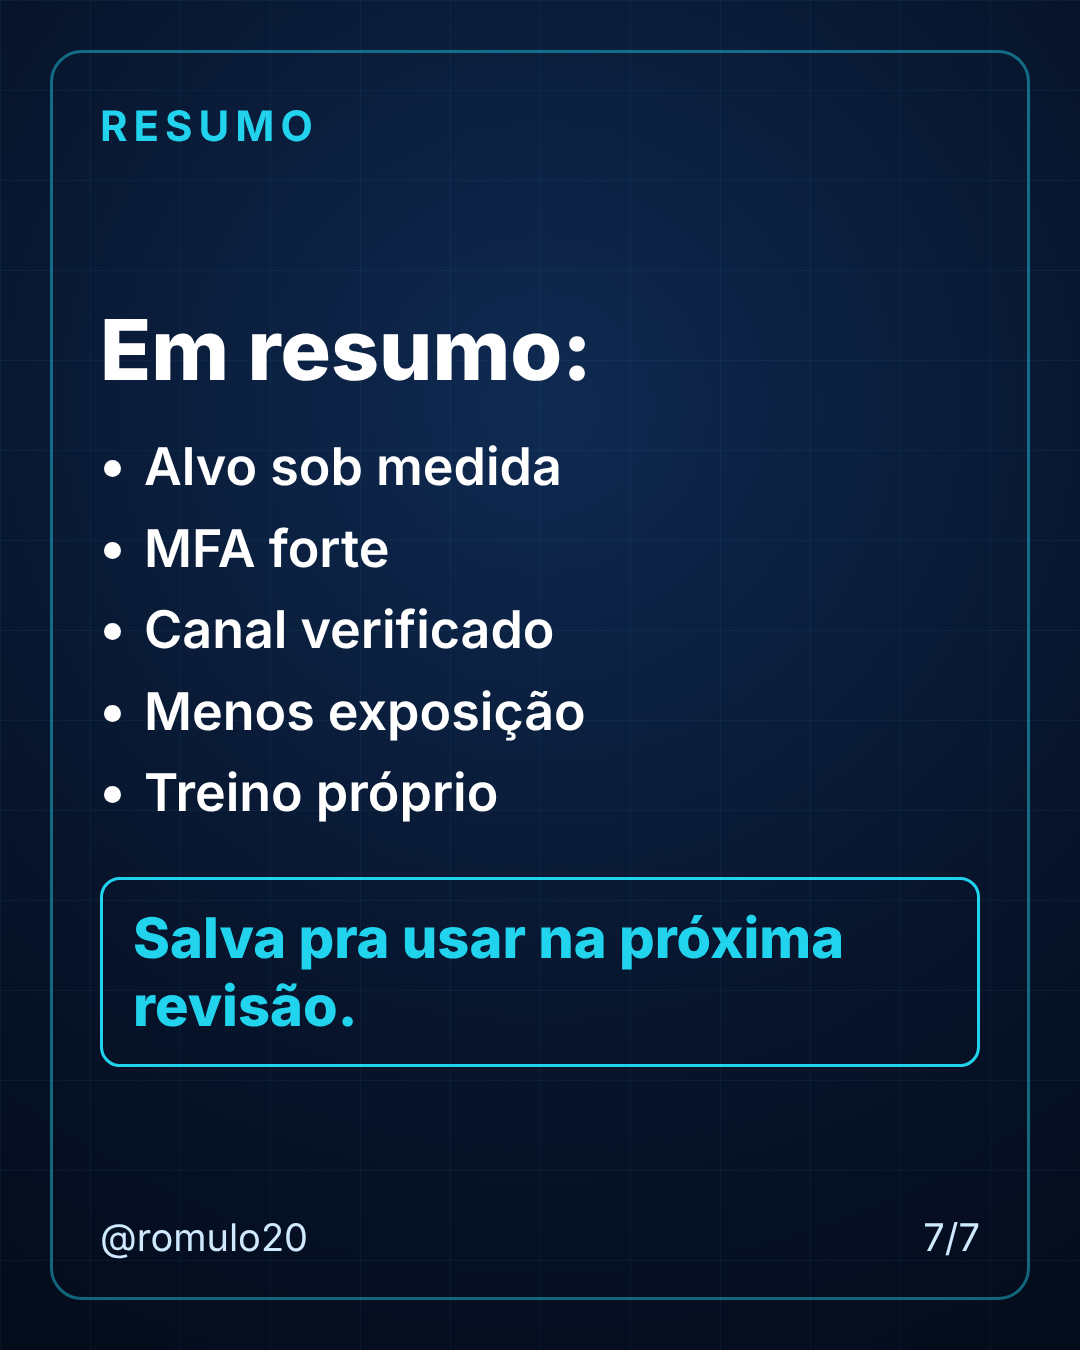 RESUMO
Em resumo:
• Alvo sob medida
• MFA forte
• Canal verificado
• Menos exposição
• Treino próprio
Salva pra usar na próxima
revisão.
@romulo20
7/7